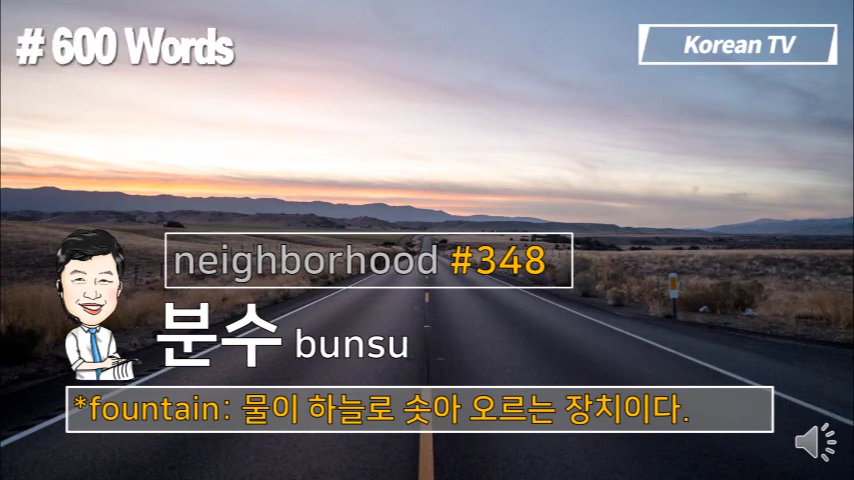 # 600 Words
Korean TV
neighborhood #348
분수 bunsu
*fountain: 물이 하늘로 솟아 오르는 장치이다.